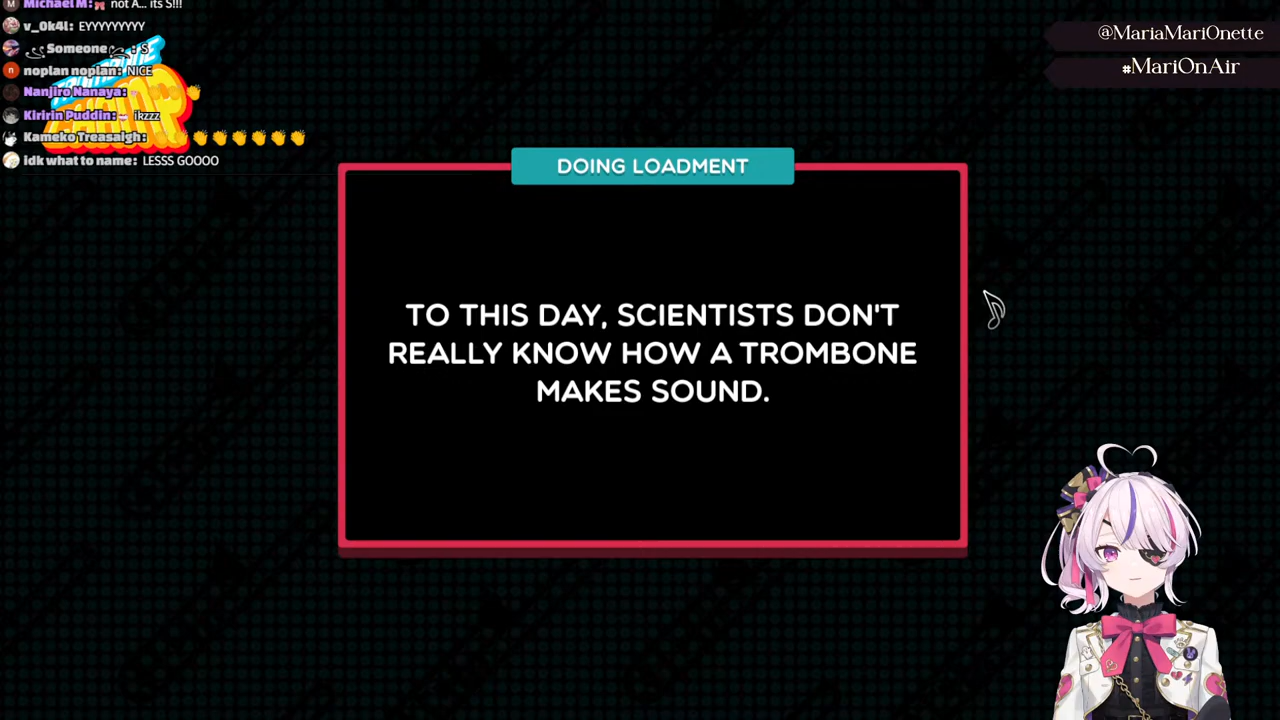 Michael M: not A... its S!!!
v_0k4l: EYYYYYYYY
Someone : S
noplan noplan: NICE
Nanjiro Nanaya:
Kiririn Puddin: ikzzz
Kameko Treasaigh:
idk what to name: LESSS GOOOO
@MariaMariOnette
#MariOnAir
DOING LOADMENT
TO THIS DAY, SCIENTISTS DON'T
REALLY KNOW HOW A TROMBONE
MAKES SOUND.